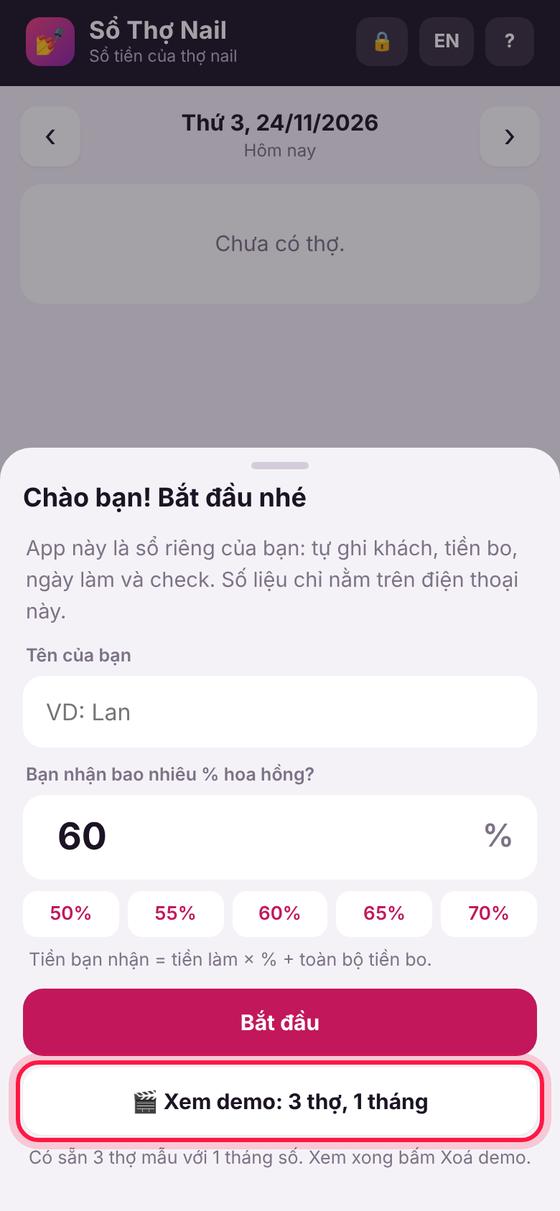 Sổ Thợ Nail
Sổ tiền của thợ nail
EN
?
‹
Thứ 3, 24/11/2026
Hôm nay
›
Chưa có thợ.
Chào bạn! Bắt đầu nhé
App này là sổ riêng của bạn: tự ghi khách, tiền bo,
ngày làm và check. Số liệu chỉ nằm trên điện thoại
này.
Tên của bạn
VD: Lan
Bạn nhận bao nhiêu % hoa hồng?
60 %
50% 55% 60% 65% 70%
Tiền bạn nhận = tiền làm × % + toàn bộ tiền bo.
Bắt đầu
🎬 Xem demo: 3 thợ, 1 tháng
Có sẵn 3 thợ mẫu với 1 tháng số. Xem xong bấm Xoá demo.